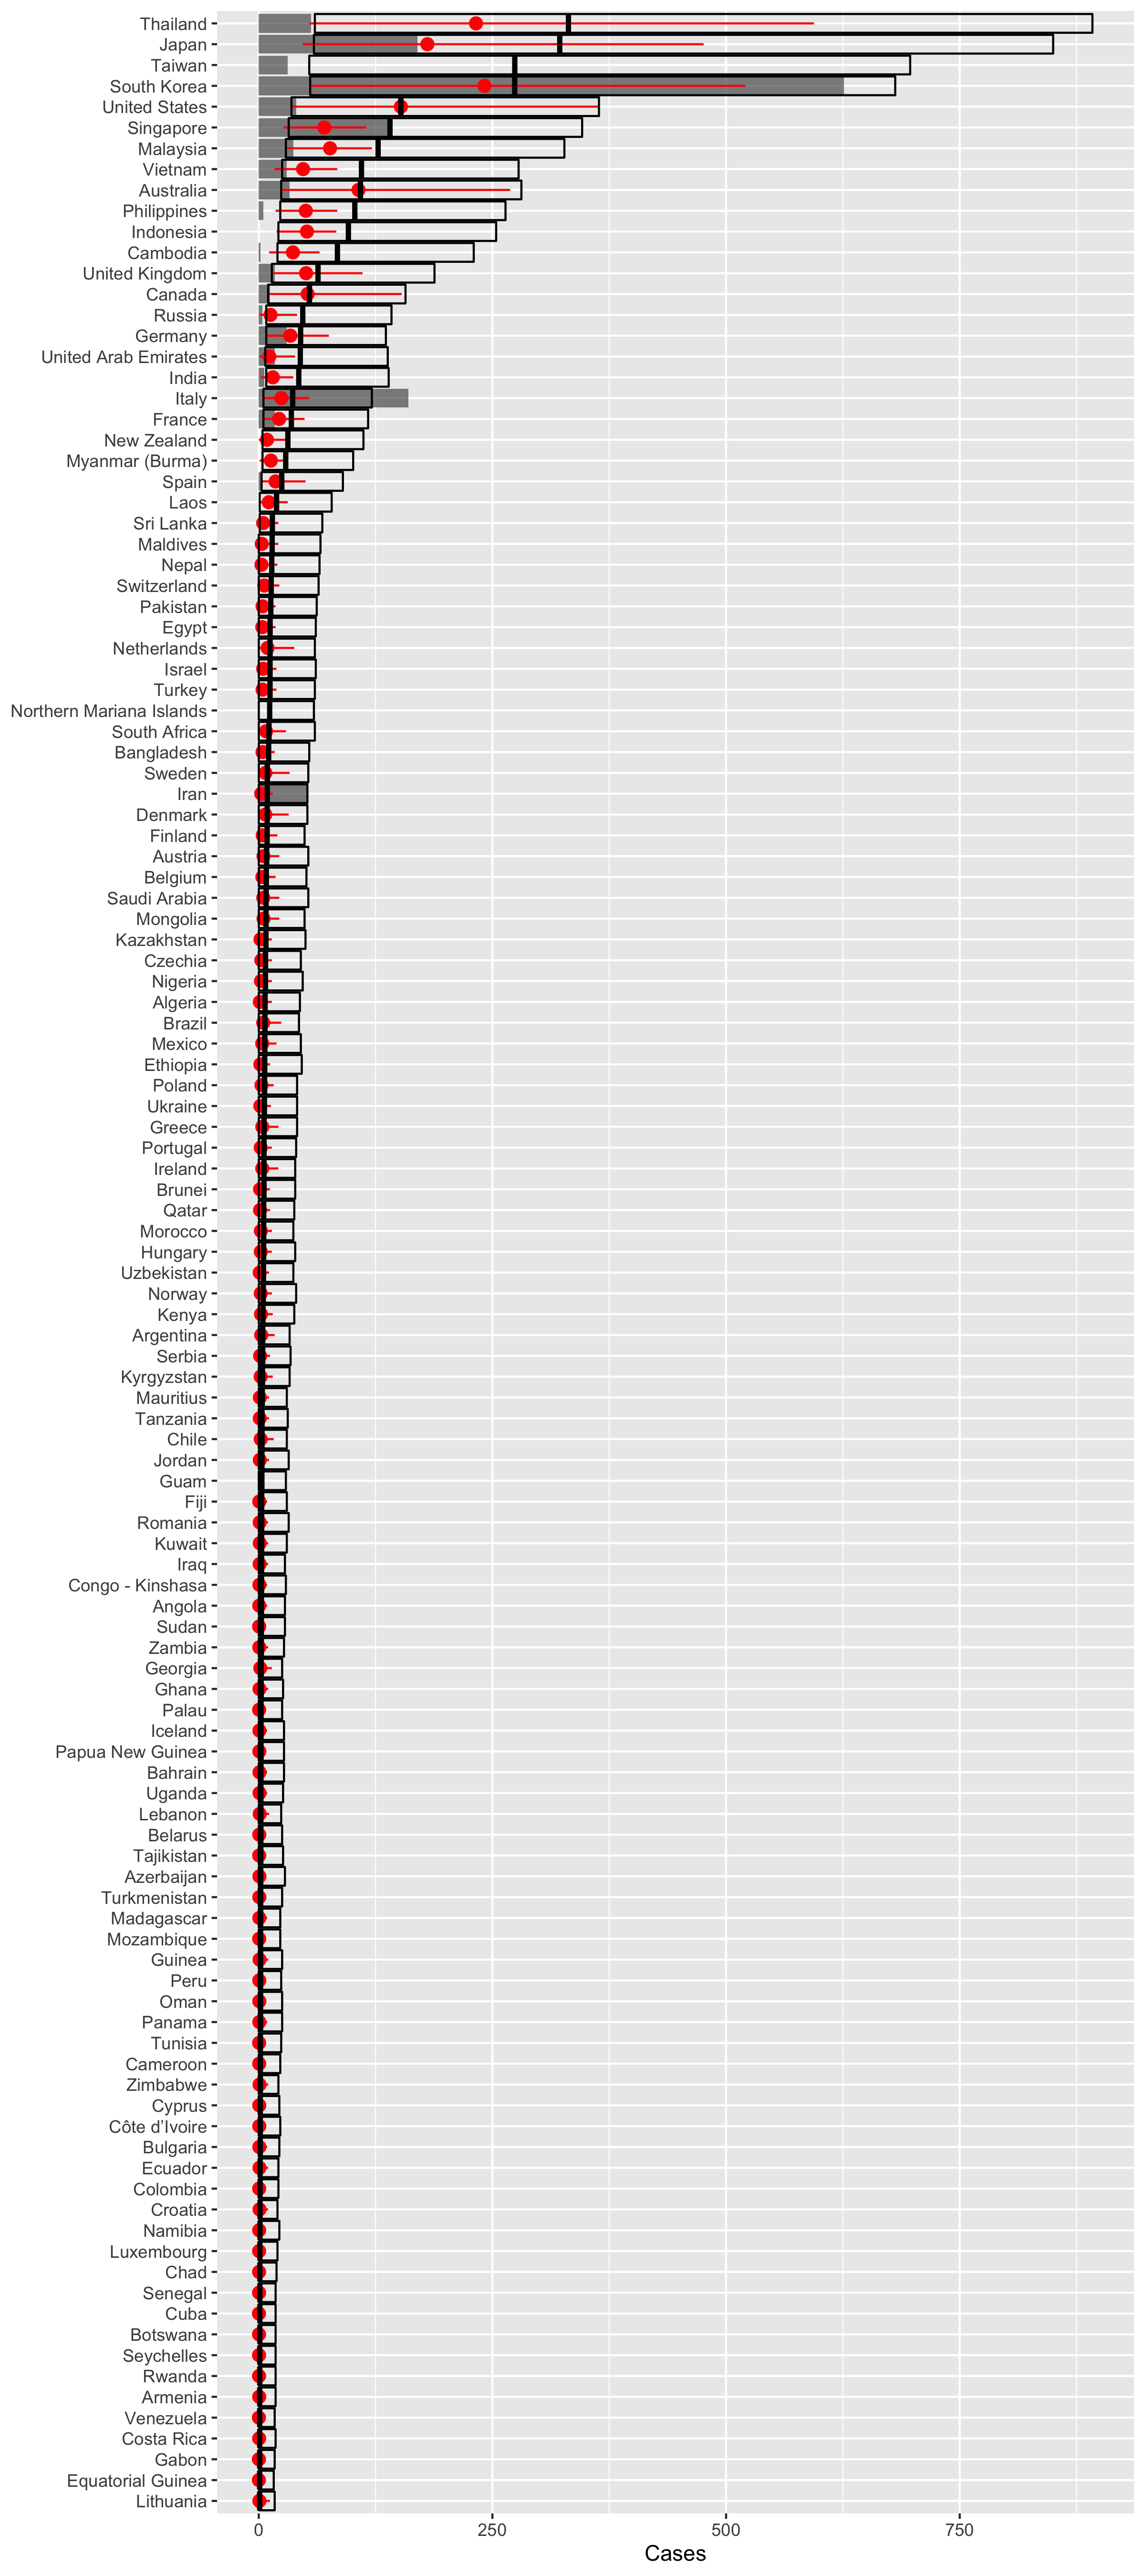 Thailand
Japan
Taiwan
South Korea
United States
Singapore
Malaysia
Vietnam
Australia
Philippines
Indonesia
Cambodia
United Kingdom
Canada
Russia
Germany
United Arab Emirates
India
Italy
France
New Zealand
Myanmar (Burma)
Spain
Laos
Sri Lanka
Maldives
Nepal
Switzerland
Pakistan
Egypt
Netherlands
Israel
Turkey
Northern Mariana Islands
South Africa
Bangladesh
Sweden
Iran
Denmark
Finland
Austria
Belgium
Saudi Arabia
Mongolia
Kazakhstan
Czechia
Nigeria
Algeria
Brazil
Mexico
Ethiopia
Poland
Ukraine
Greece
Portugal
Ireland
Brunei
Qatar
Morocco
Hungary
Uzbekistan
Norway
Kenya
Argentina
Serbia
Kyrgyzstan
Mauritius
Tanzania
Chile
Jordan
Guam
Fiji
Romania
Kuwait
Iraq
Congo - Kinshasa
Angola
Sudan
Zambia
Georgia
Ghana
Palau
Iceland
Papua New Guinea
Bahrain
Uganda
Lebanon
Belarus
Tajikistan
Azerbaijan
Turkmenistan
Madagascar
Mozambique
Guinea
Peru
Oman
Panama
Tunisia
Cameroon
Zimbabwe
Cyprus
Côte d’Ivoire
Bulgaria
Ecuador
Colombia
Croatia
Namibia
Luxembourg
Chad
Senegal
Cuba
Botswana
Seychelles
Rwanda
Armenia
Venezuela
Costa Rica
Gabon
Equatorial Guinea
Lithuania
0 250 500 750
Cases